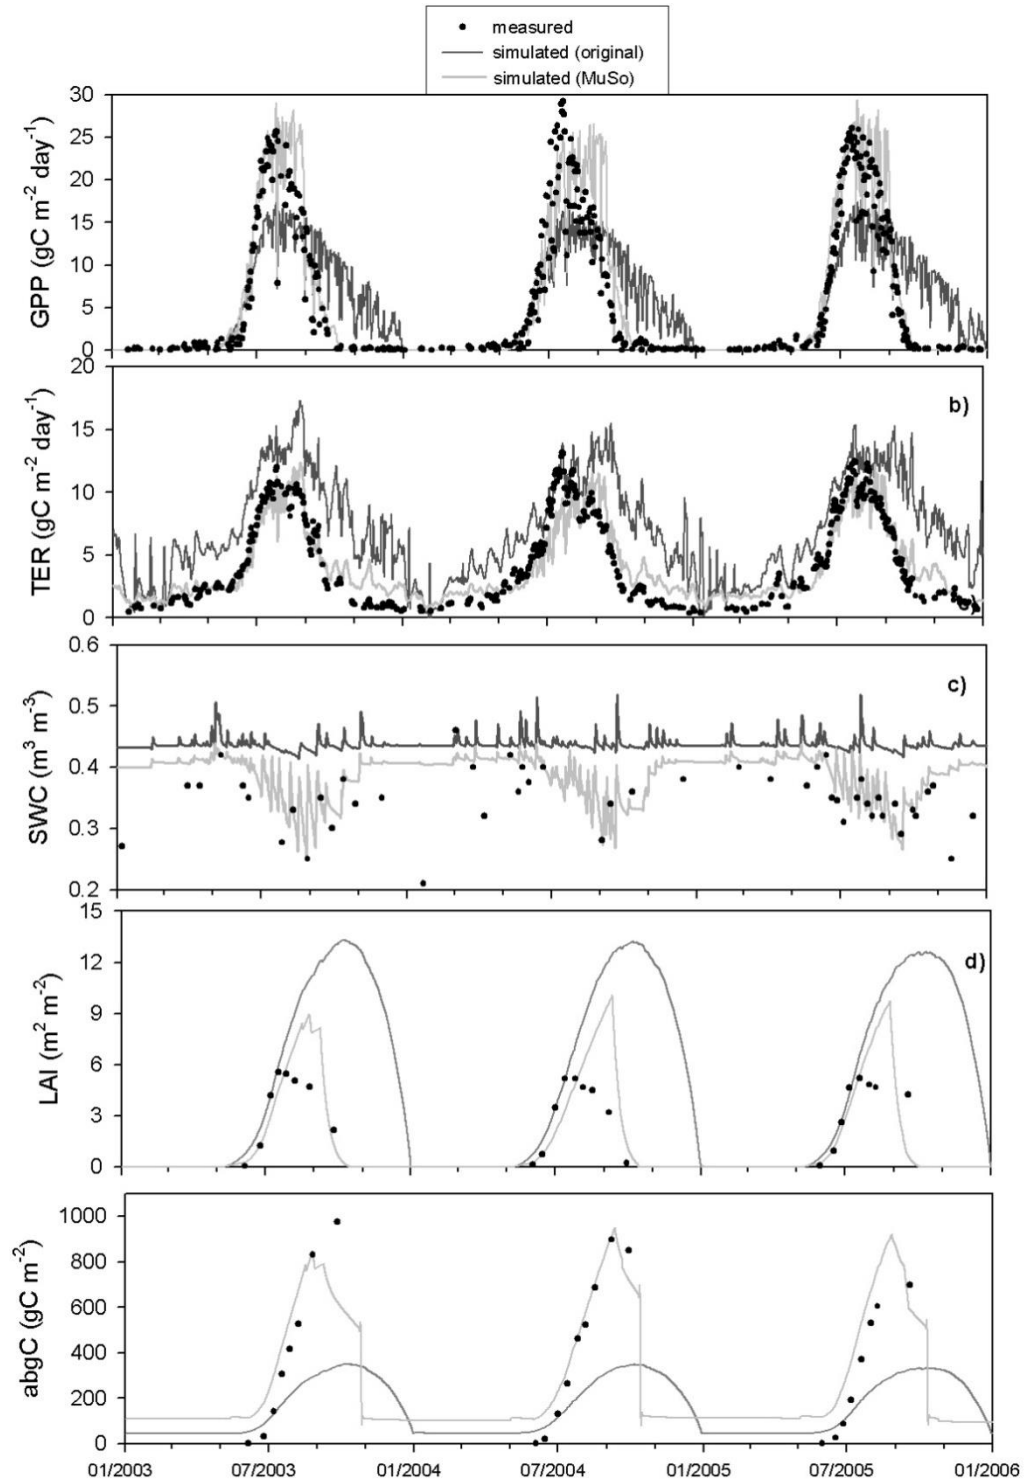 measured
simulated (original)
simulated (MuSo)
30
25
20
15
10
5
0
GPP (gC m⁻² day⁻¹)
20
15
10
5
0
TER (gC m⁻² day⁻¹)
b)
0.6
0.5
0.4
0.3
0.2
SWC (m³ m⁻³)
c)
15
12
9
6
3
0
LAI (m² m⁻²)
d)
1000
800
600
400
200
0
abgC (gC m⁻²)
01/2003 07/2003 01/2004 07/2004 01/2005 07/2005 01/2006